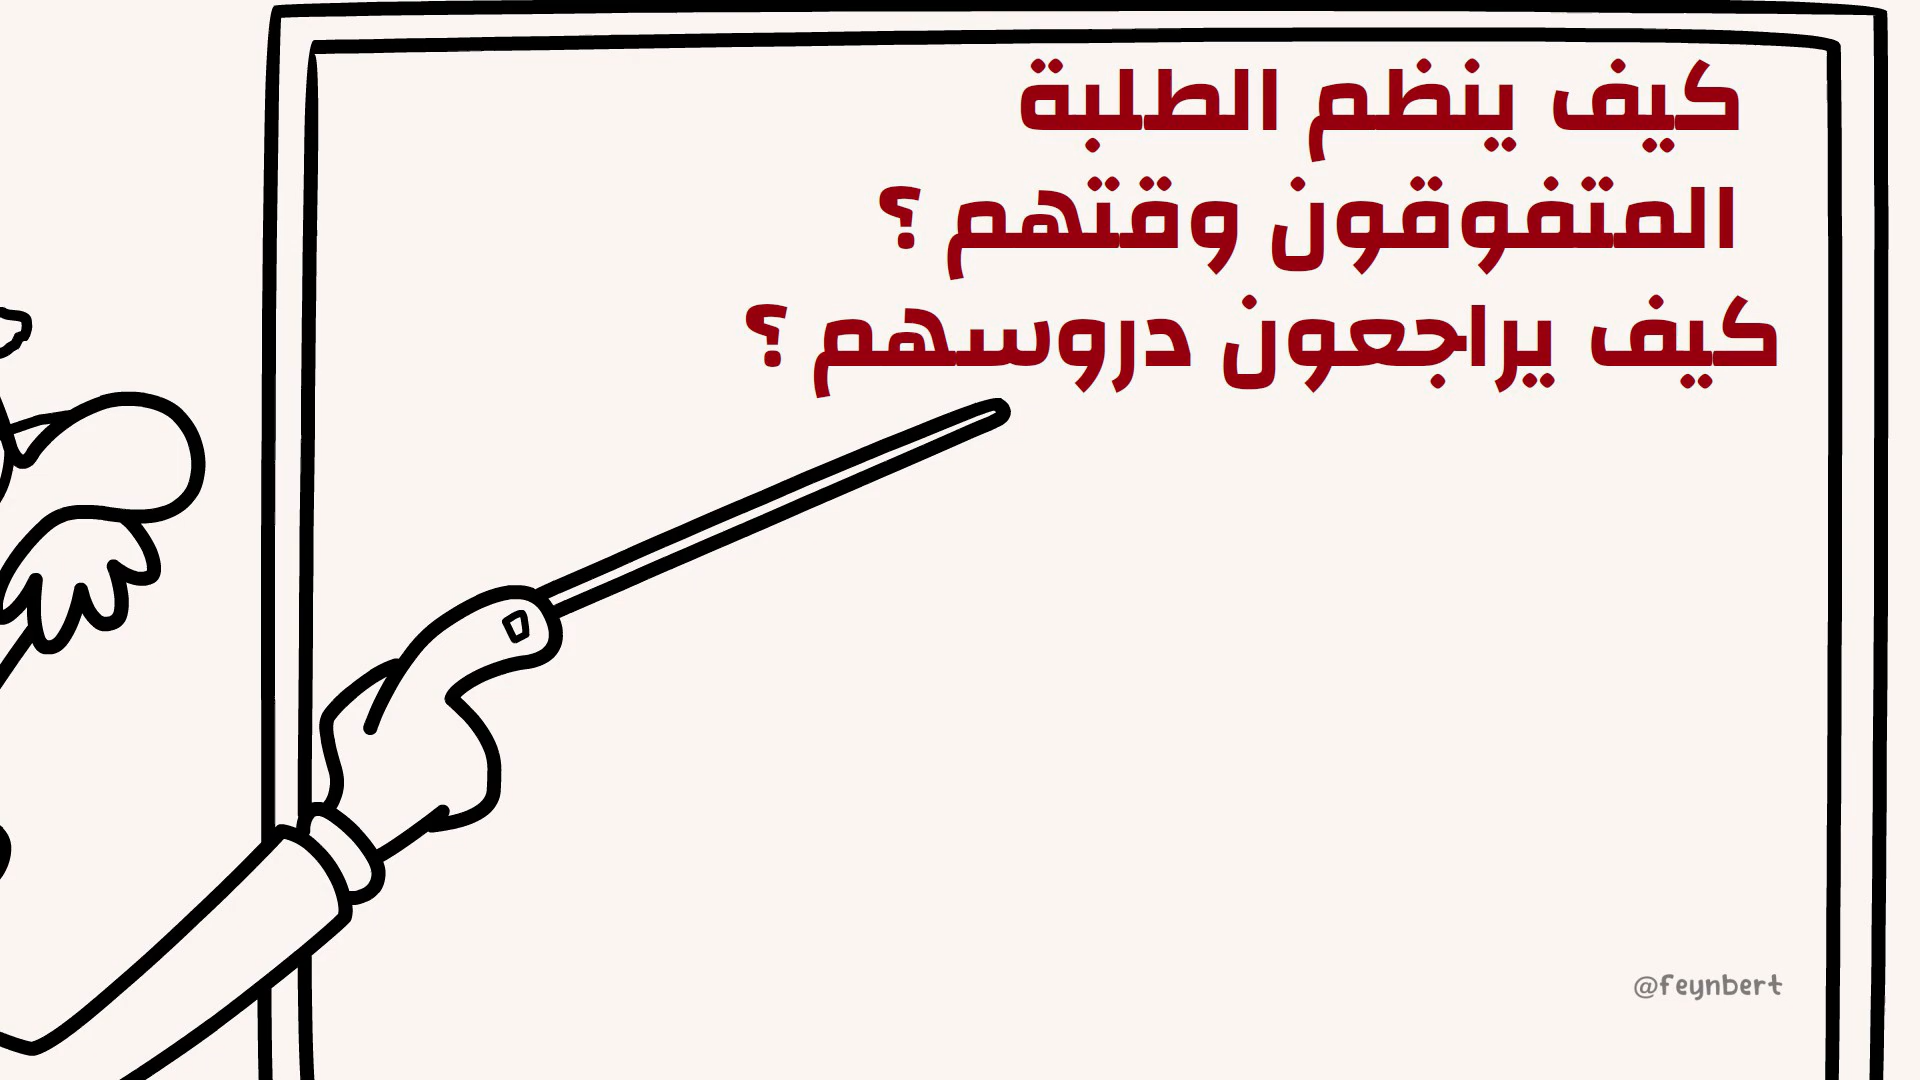 كيف ينظم الطلبة
المتفوقون وقتهم ؟
كيف يراجعون دروسهم ؟
@feynbert